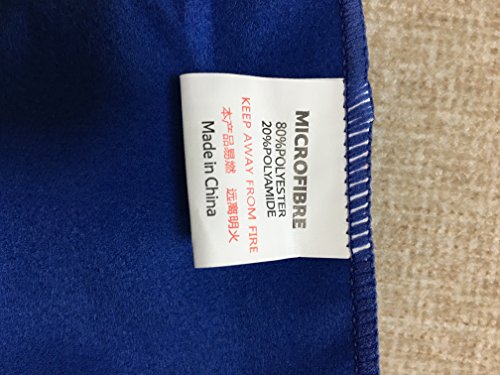 MICROFIBRE
80%POLYESTER
20%POLYAMIDE
KEEP AWAY FROM FIRE
本产品易燃 远离明火
Made in China